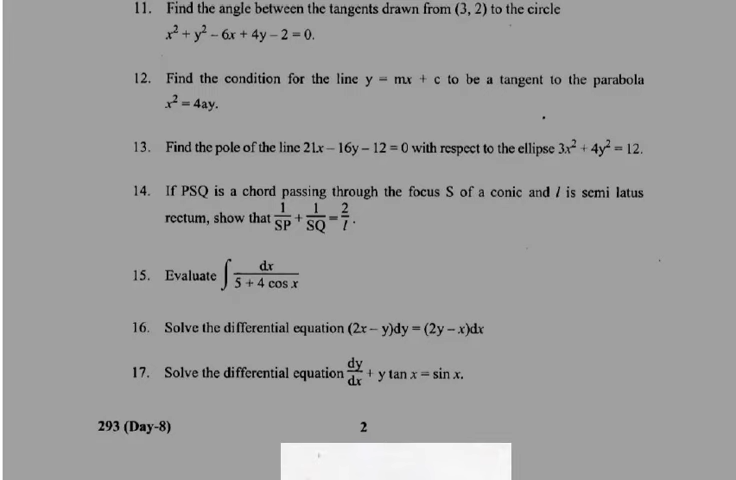 11. Find the angle between the tangents drawn from (3, 2) to the circle
x² + y² – 6x + 4y – 2 = 0.
12. Find the condition for the line y = mx + c to be a tangent to the parabola
x² = 4ay.
13. Find the pole of the line 21x – 16y – 12 = 0 with respect to the ellipse 3x² + 4y² = 12.
14. If PSQ is a chord passing through the focus S of a conic and l is semi latus
rectum, show that 1/SP + 1/SQ = 2/l .
15. Evaluate ∫ dx / 5 + 4 cos x
16. Solve the differential equation (2x – y)dy = (2y – x)dx
17. Solve the differential equation dy/dx + y tan x = sin x.
293 (Day-8) 2